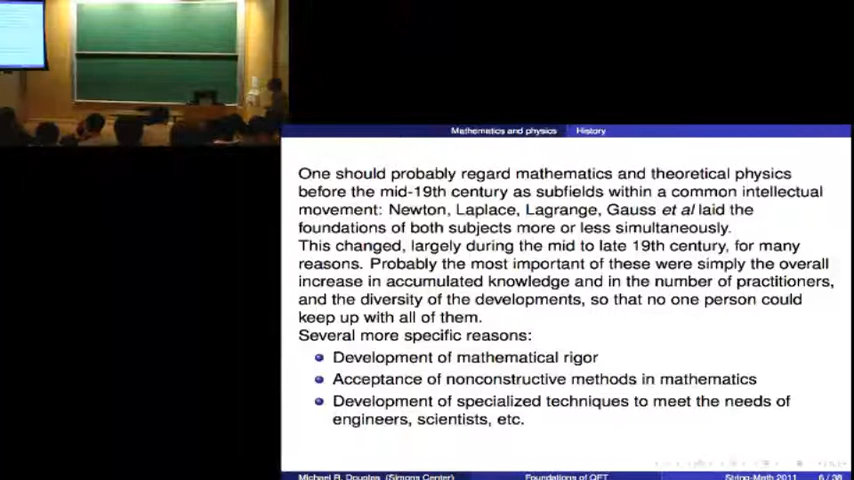 Mathematics and physics History
One should probably regard mathematics and theoretical physics
before the mid-19th century as subfields within a common intellectual
movement: Newton, Laplace, Lagrange, Gauss et al laid the
foundations of both subjects more or less simultaneously.
This changed, largely during the mid to late 19th century, for many
reasons. Probably the most important of these were simply the overall
increase in accumulated knowledge and in the number of practitioners,
and the diversity of the developments, so that no one person could
keep up with all of them.
Several more specific reasons:
Development of mathematical rigor
Acceptance of nonconstructive methods in mathematics
Development of specialized techniques to meet the needs of
engineers, scientists, etc.
Michael R. Douglas (Simons Center) Foundations of QFT String-Math 2011 6 / 38